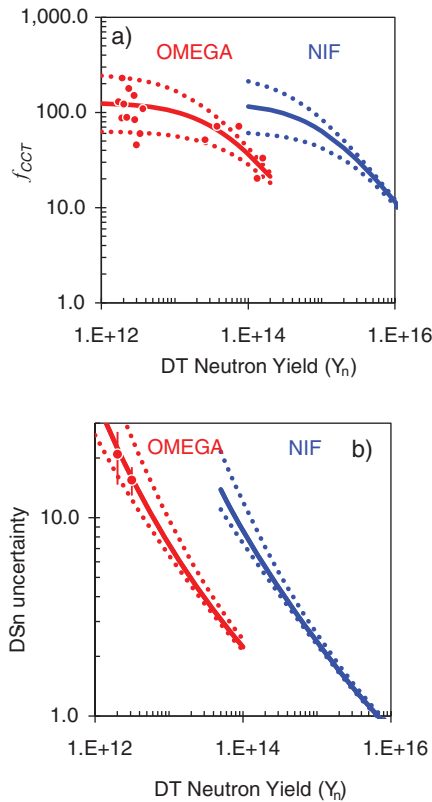 1,000.0
a)
OMEGA
NIF
100.0
f_CCT
10.0
1.0
1.E+12
1.E+14
1.E+16
DT Neutron Yield (Y_n)
OMEGA
NIF
b)
10.0
DSn uncertainty
1.0
1.E+12
1.E+14
1.E+16
DT Neutron Yield (Y_n)